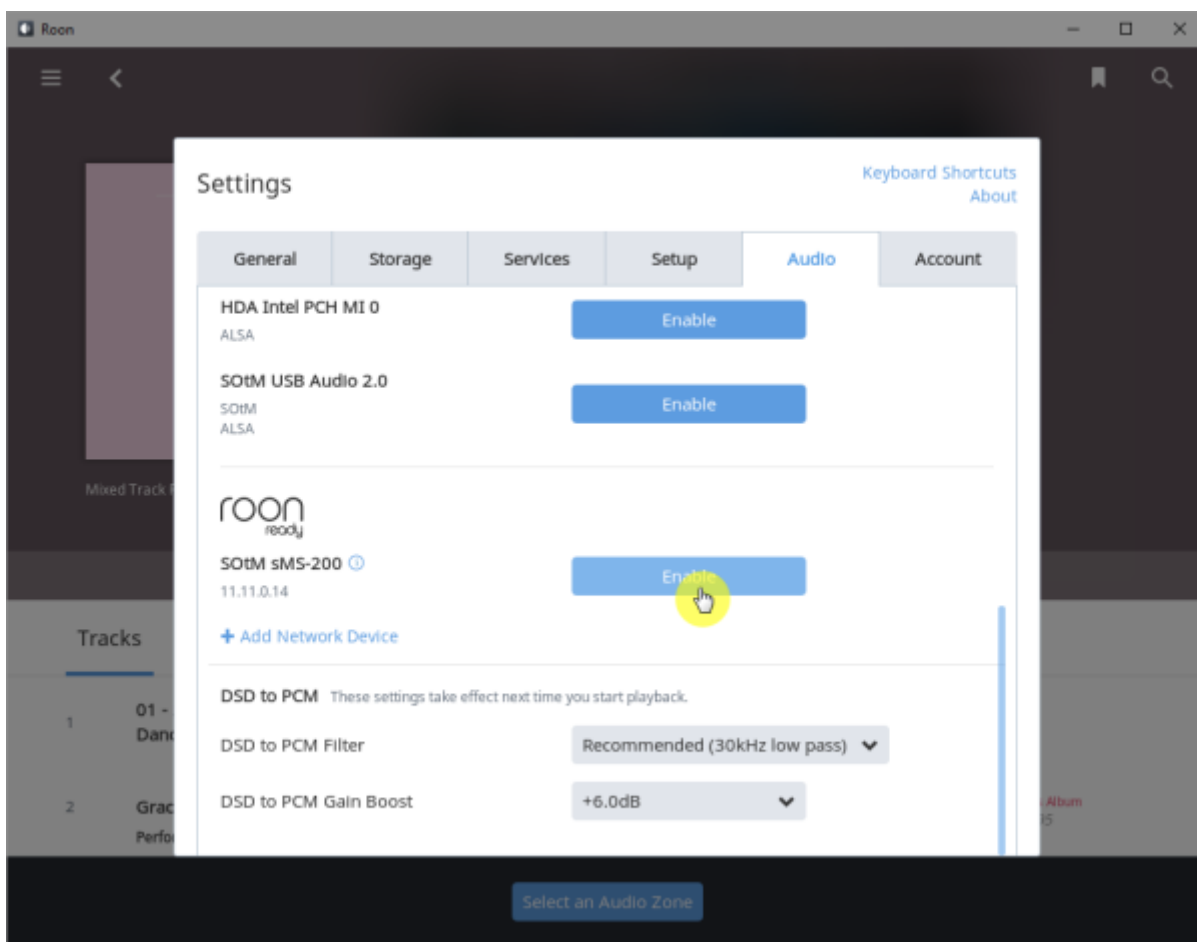 Roon
Settings
Keyboard Shortcuts
About
General Storage Services Setup Audio Account
HDA Intel PCH MI 0
ALSA
Enable
SOtM USB Audio 2.0
SOtM
ALSA
Enable
Mixed Track
roon
ready
SOtM sMS-200
11.11.0.14
Enable
+ Add Network Device
Tracks
DSD to PCM These settings take effect next time you start playback.
1
01 -
DSD to PCM Filter
Recommended (30kHz low pass)
DSD to PCM Gain Boost
+6.0dB
2
Album
Select an Audio Zone